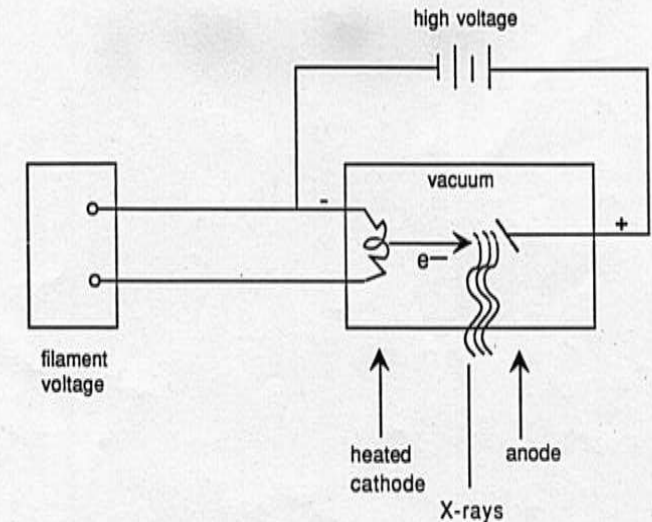 high voltage
vacuum
-
+
e—
filament
voltage
heated
cathode
anode
X-rays